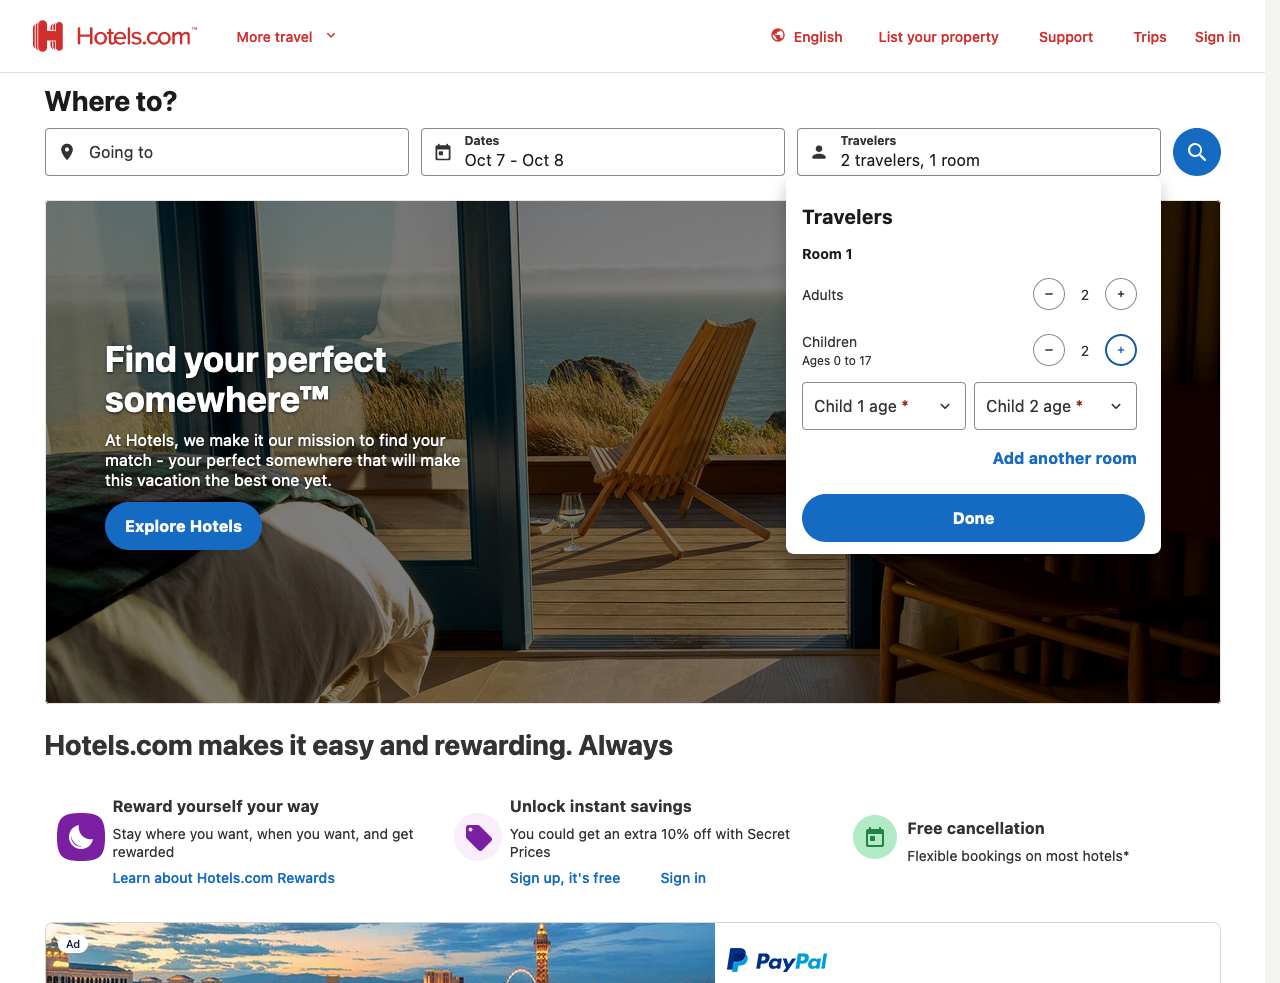 Hotels.com™
More travel
English
List your property
Support
Trips
Sign in
Where to?
Going to
Dates
Oct 7 - Oct 8
Travelers
2 travelers, 1 room
Travelers
Room 1
Adults
2
Children
2
Ages 0 to 17
Child 1 age *
Child 2 age *
Add another room
Done
Find your perfect
somewhere™
At Hotels, we make it our mission to find your
match - your perfect somewhere that will make
this vacation the best one yet.
Explore Hotels
Hotels.com makes it easy and rewarding. Always
Reward yourself your way
Stay where you want, when you want, and get
rewarded
Learn about Hotels.com Rewards
Unlock instant savings
You could get an extra 10% off with Secret
Prices
Sign up, it's free
Sign in
Free cancellation
Flexible bookings on most hotels*
Ad
PayPal